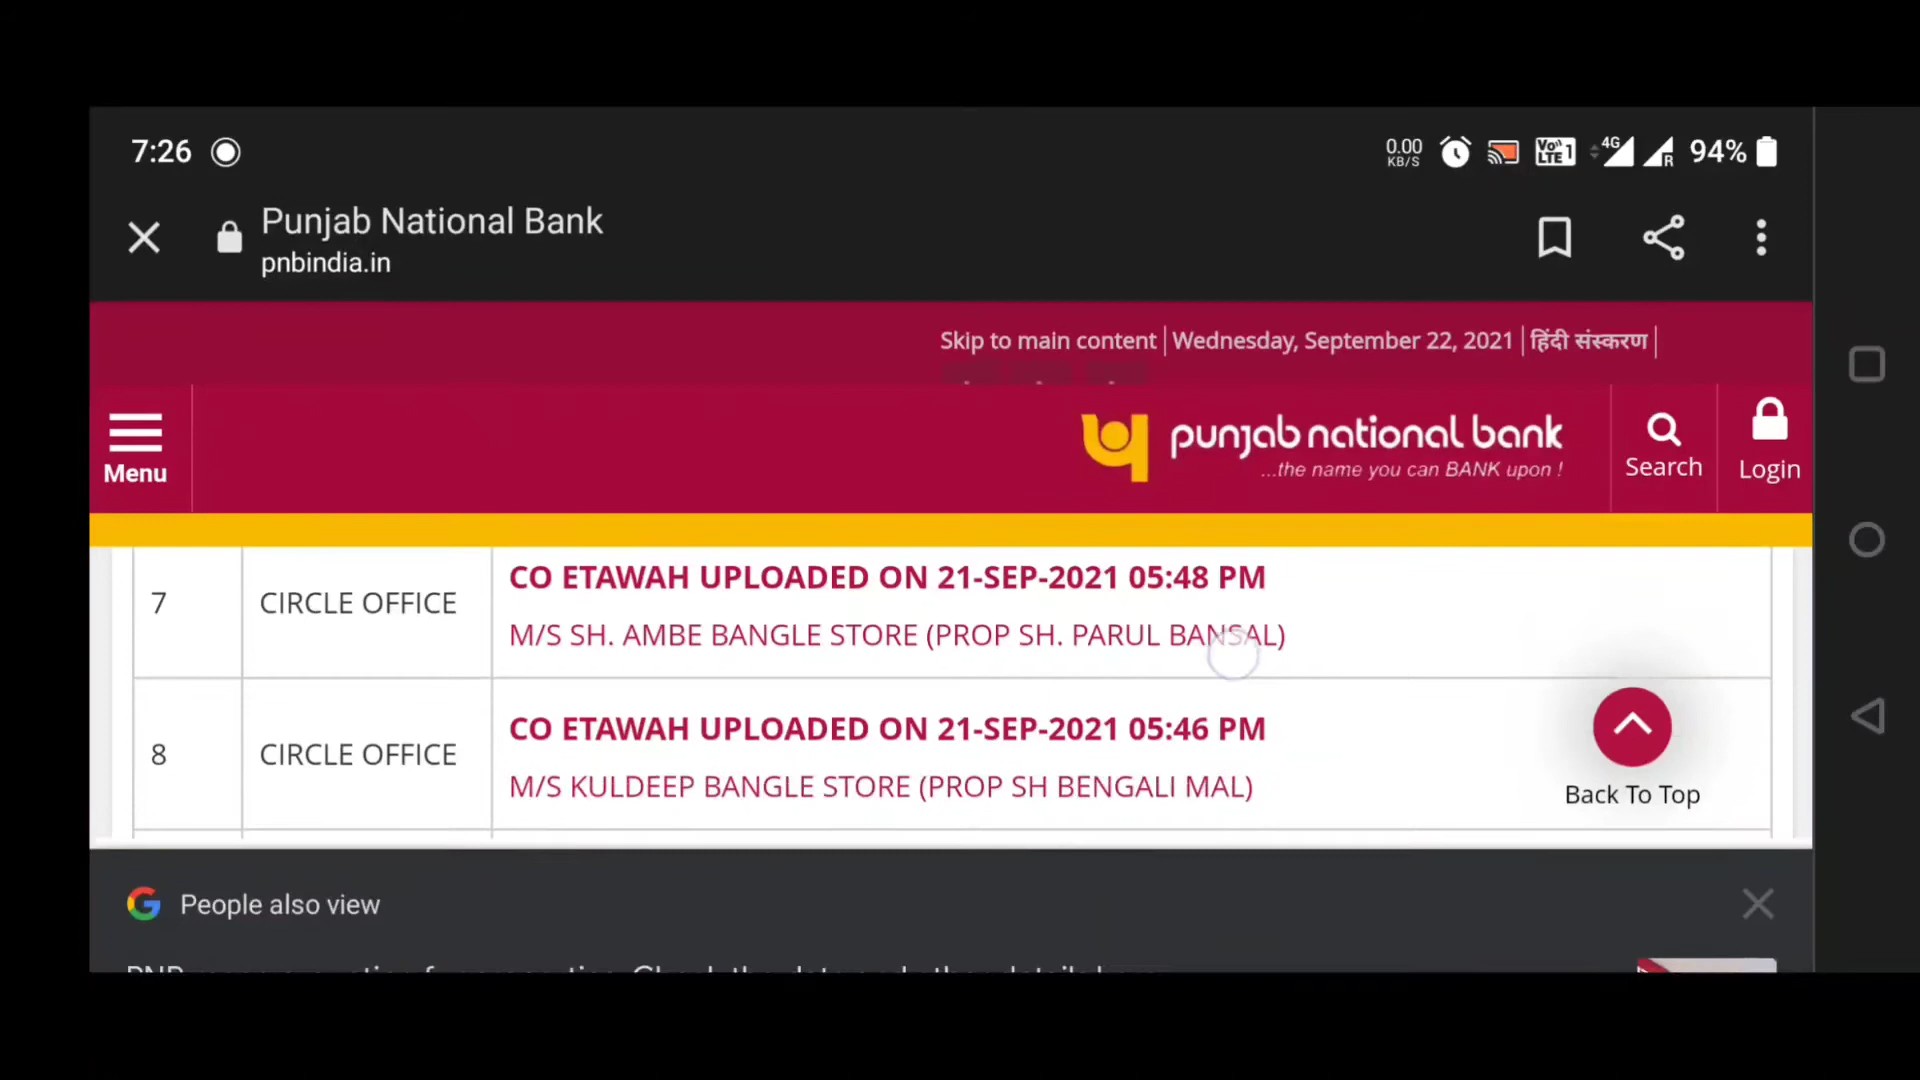 7:26
0.00 KB/S Vo)) LTE 1 4G R 94%
Punjab National Bank
pnbindia.in
Skip to main content | Wednesday, September 22, 2021 | हिंदी संस्करण |
Menu
punjab national bank
...the name you can BANK upon !
Search
Login
CO ETAWAH UPLOADED ON 21-SEP-2021 05:48 PM
7 CIRCLE OFFICE
M/S SH. AMBE BANGLE STORE (PROP SH. PARUL BANSAL)
CO ETAWAH UPLOADED ON 21-SEP-2021 05:46 PM
8 CIRCLE OFFICE
M/S KULDEEP BANGLE STORE (PROP SH BENGALI MAL)
Back To Top
People also view